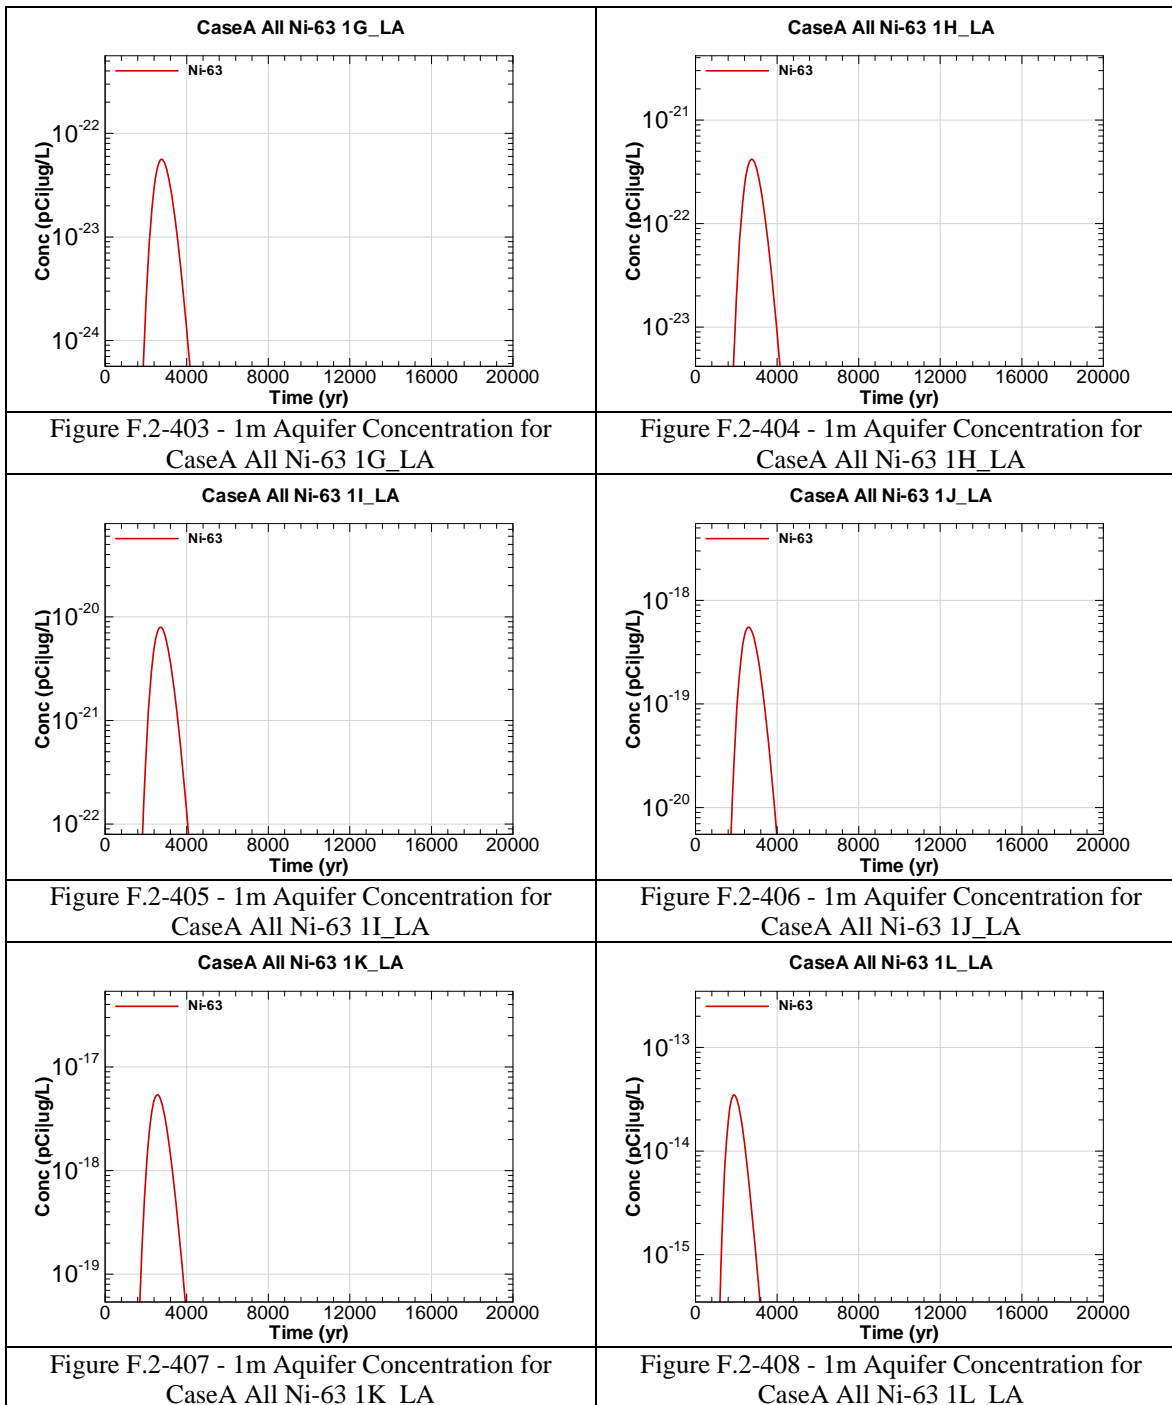 CaseA All Ni-63 1G_LA
Ni-63
Conc (pCi|ug/L)
10-22
10-23
10-24
0 4000 8000 12000 16000 20000
Time (yr)
Figure F.2-403 - 1m Aquifer Concentration for
CaseA All Ni-63 1G_LA
CaseA All Ni-63 1H_LA
Ni-63
Conc (pCi|ug/L)
10-21
10-22
10-23
0 4000 8000 12000 16000 20000
Time (yr)
Figure F.2-404 - 1m Aquifer Concentration for
CaseA All Ni-63 1H_LA
CaseA All Ni-63 1I_LA
Ni-63
Conc (pCi|ug/L)
10-20
10-21
10-22
0 4000 8000 12000 16000 20000
Time (yr)
Figure F.2-405 - 1m Aquifer Concentration for
CaseA All Ni-63 1I_LA
CaseA All Ni-63 1J_LA
Ni-63
Conc (pCi|ug/L)
10-18
10-19
10-20
0 4000 8000 12000 16000 20000
Time (yr)
Figure F.2-406 - 1m Aquifer Concentration for
CaseA All Ni-63 1J_LA
CaseA All Ni-63 1K_LA
Ni-63
Conc (pCi|ug/L)
10-17
10-18
10-19
0 4000 8000 12000 16000 20000
Time (yr)
Figure F.2-407 - 1m Aquifer Concentration for
CaseA All Ni-63 1K_LA
CaseA All Ni-63 1L_LA
Ni-63
Conc (pCi|ug/L)
10-13
10-14
10-15
0 4000 8000 12000 16000 20000
Time (yr)
Figure F.2-408 - 1m Aquifer Concentration for
CaseA All Ni-63 1L_LA